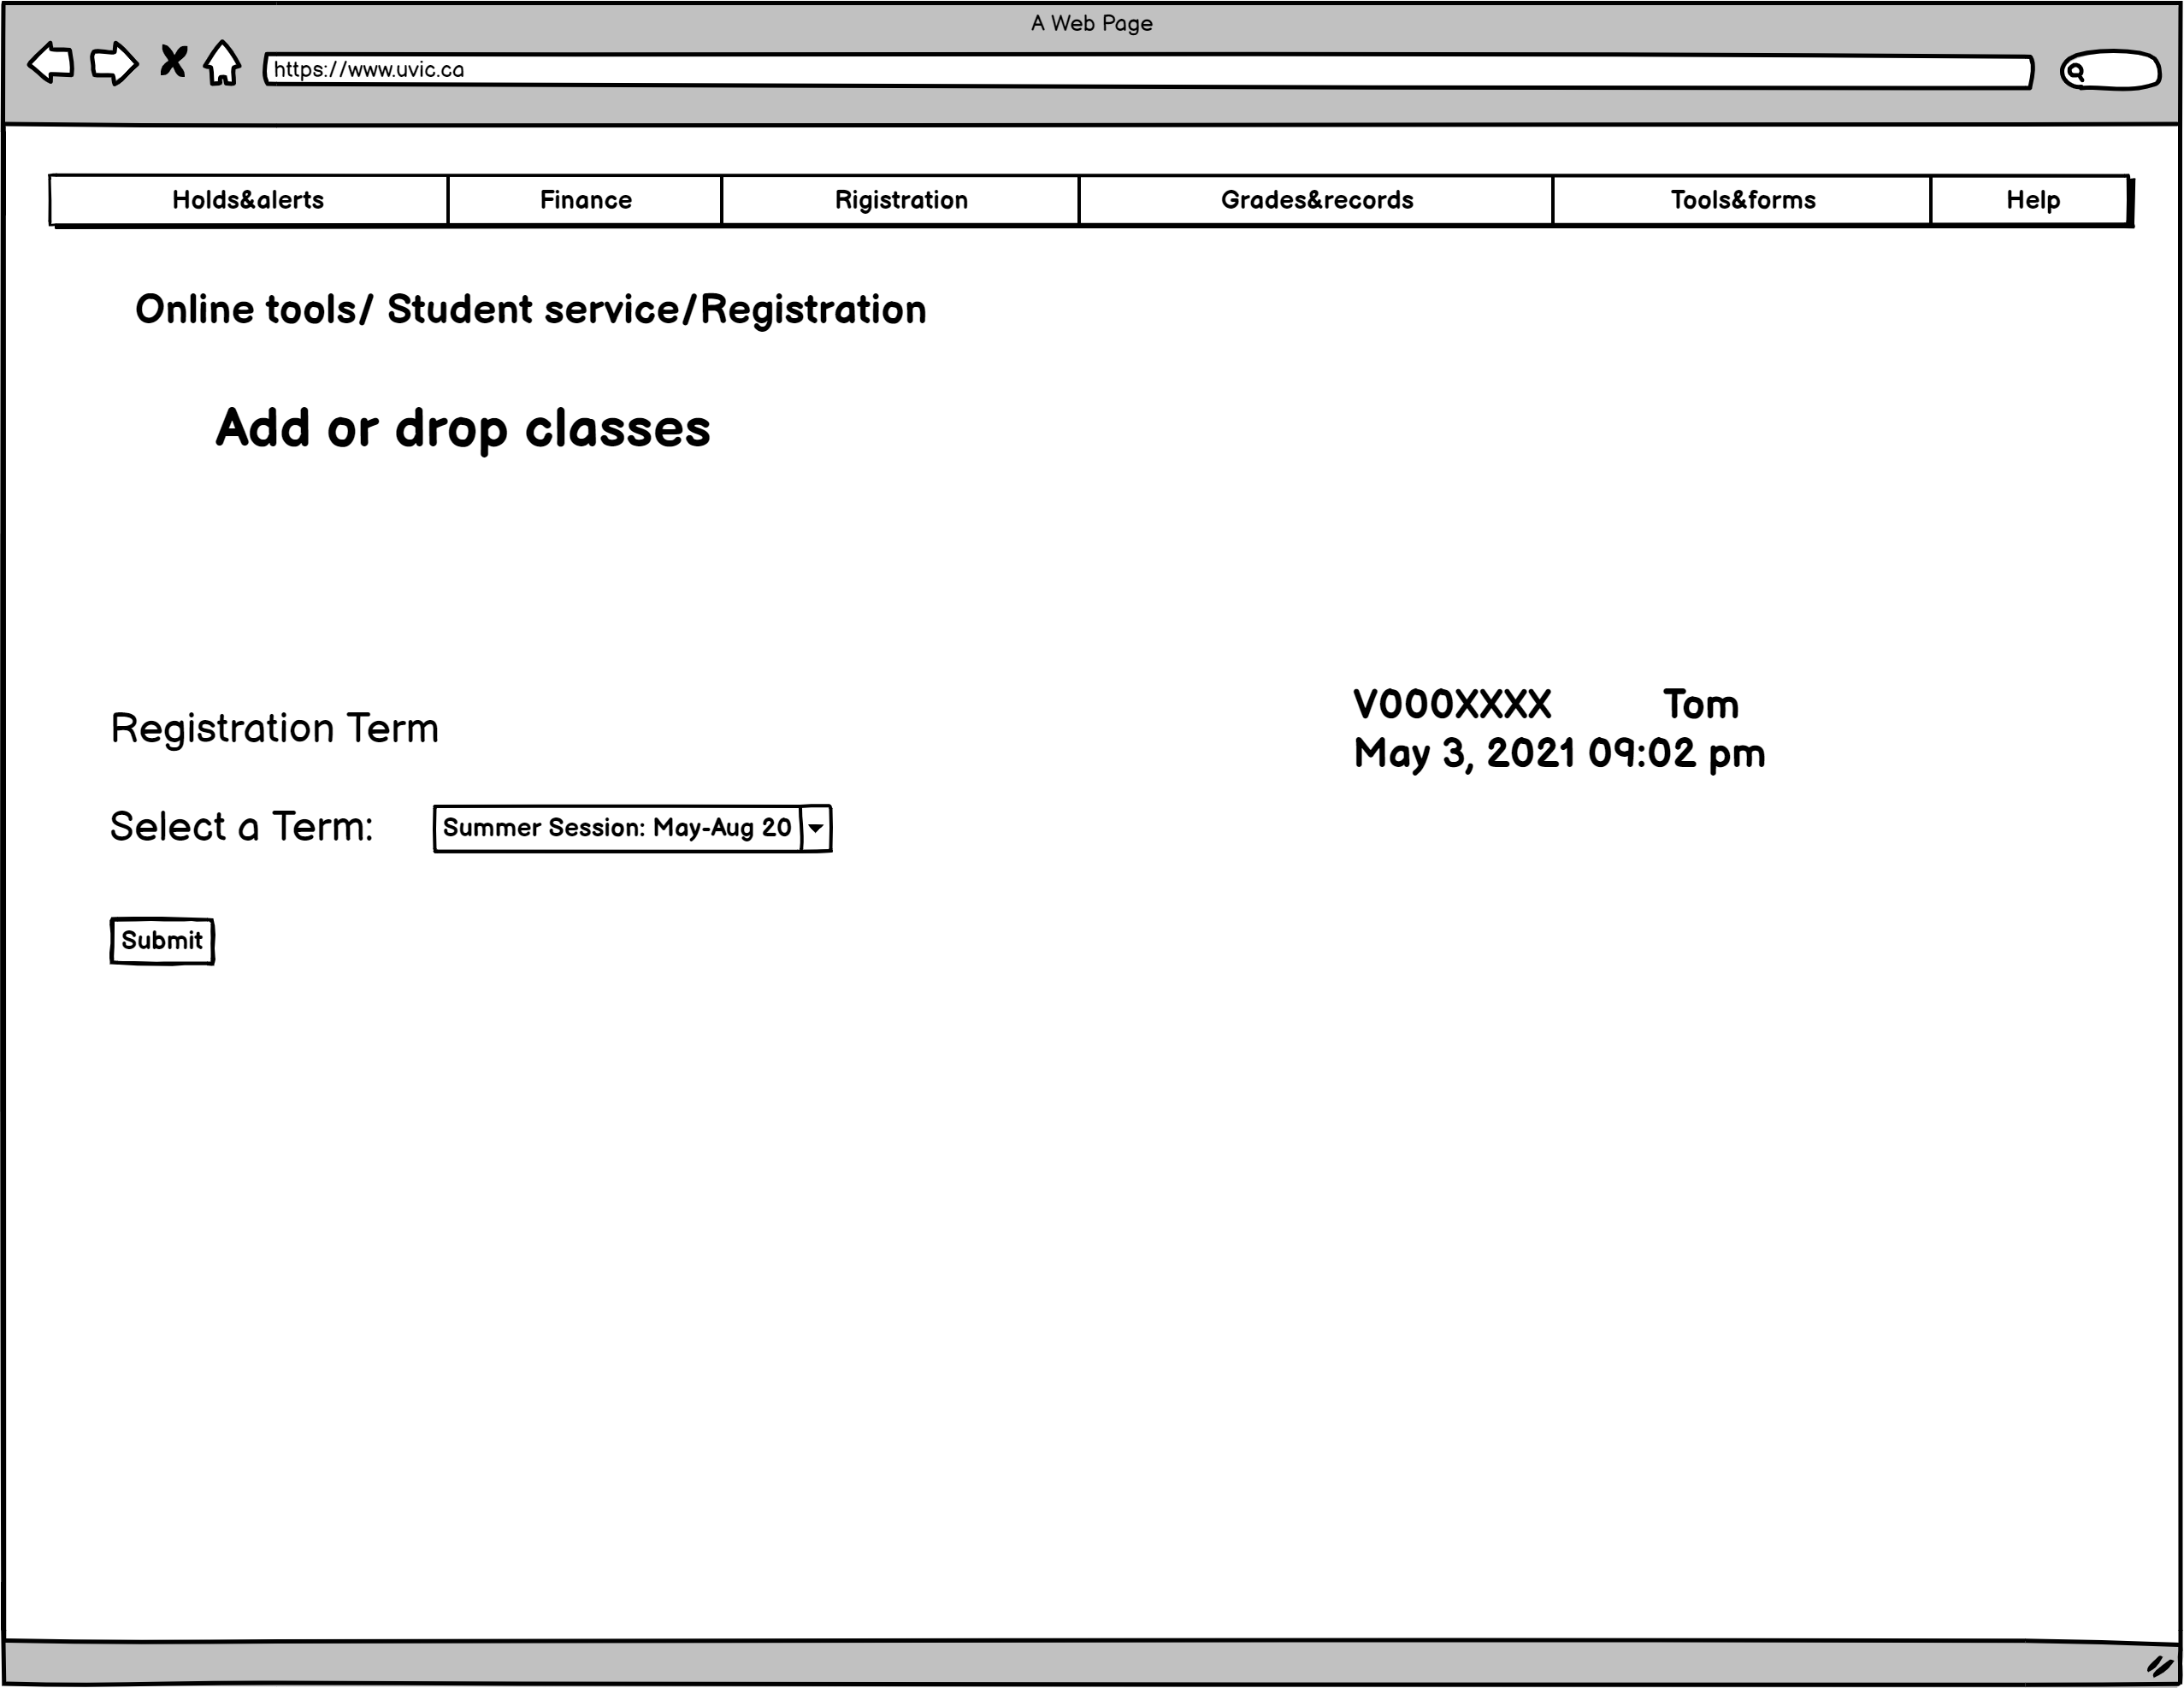 A Web Page
https://www.uvic.ca
Holds&alerts Finance Rigistration Grades&records Tools&forms Help
Online tools/ Student service/Registration
Add or drop classes
V000XXXX Tom
Registration Term
May 3, 2021 09:02 pm
Select a Term: Summer Session: May-Aug 20
Submit